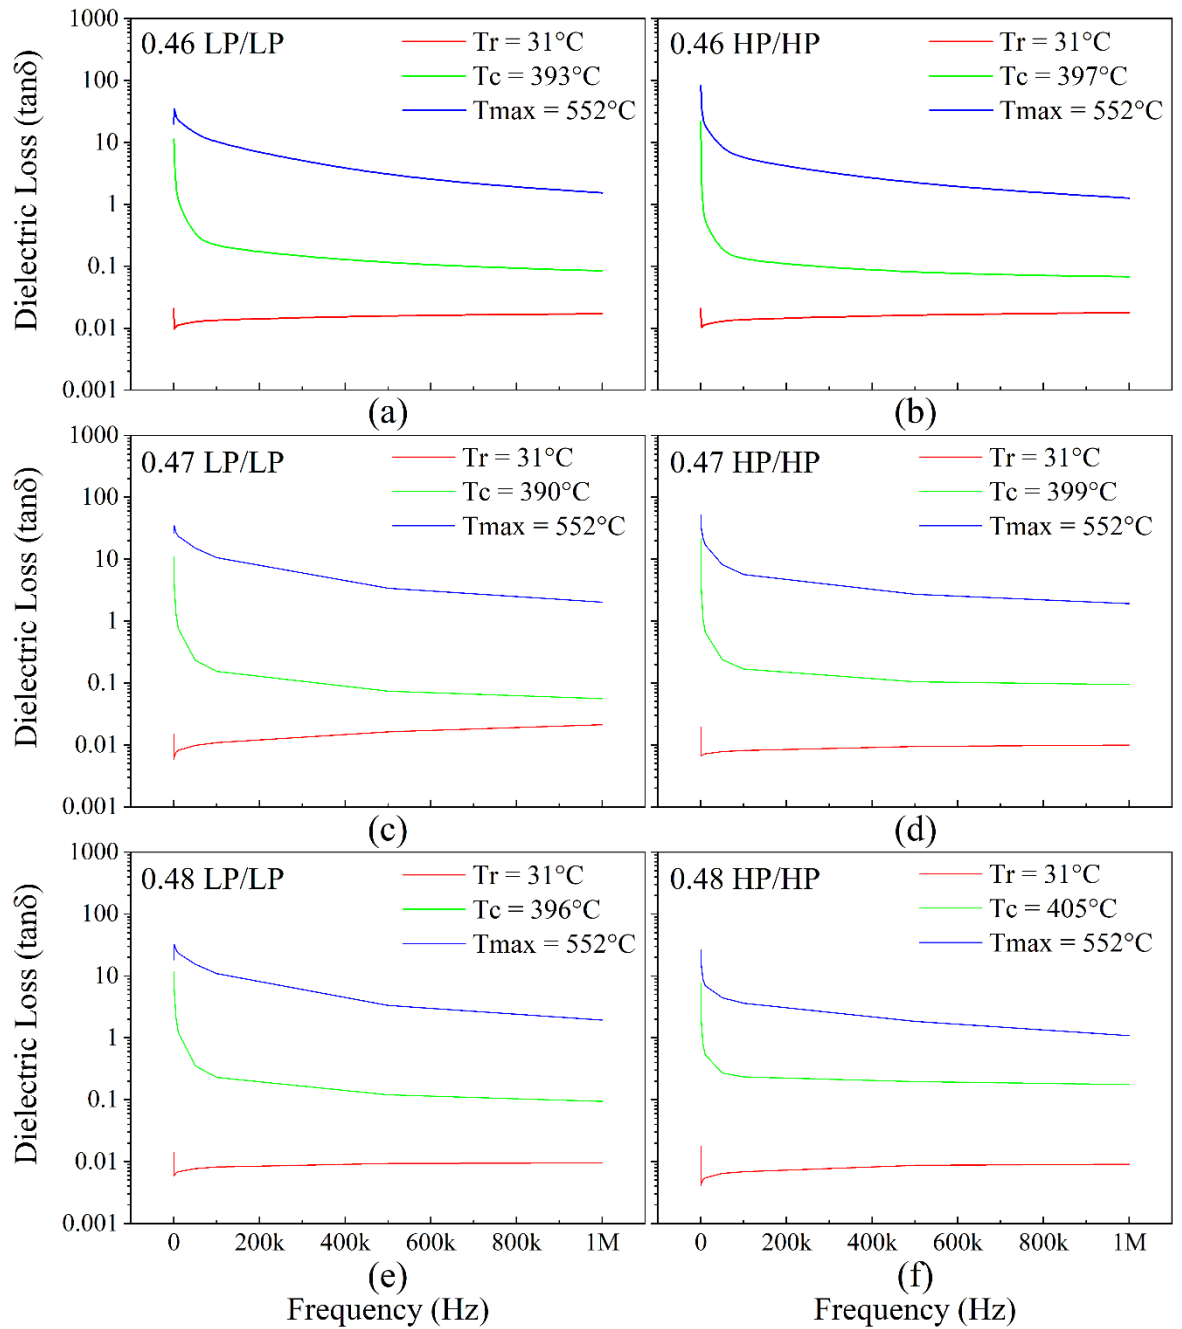 1000
100
10
1
0.1
0.01
0.001
Dielectric Loss (tanδ)
0.46 LP/LP
Tr = 31°C
Tc = 393°C
Tmax = 552°C
(a)
0.46 HP/HP
Tr = 31°C
Tc = 397°C
Tmax = 552°C
(b)
1000
100
10
1
0.1
0.01
0.001
Dielectric Loss (tanδ)
0.47 LP/LP
Tr = 31°C
Tc = 390°C
Tmax = 552°C
(c)
0.47 HP/HP
Tr = 31°C
Tc = 399°C
Tmax = 552°C
(d)
1000
100
10
1
0.1
0.01
0.001
Dielectric Loss (tanδ)
0.48 LP/LP
Tr = 31°C
Tc = 396°C
Tmax = 552°C
0 200k 400k 600k 800k 1M
(e)
Frequency (Hz)
0.48 HP/HP
Tr = 31°C
Tc = 405°C
Tmax = 552°C
0 200k 400k 600k 800k 1M
(f)
Frequency (Hz)